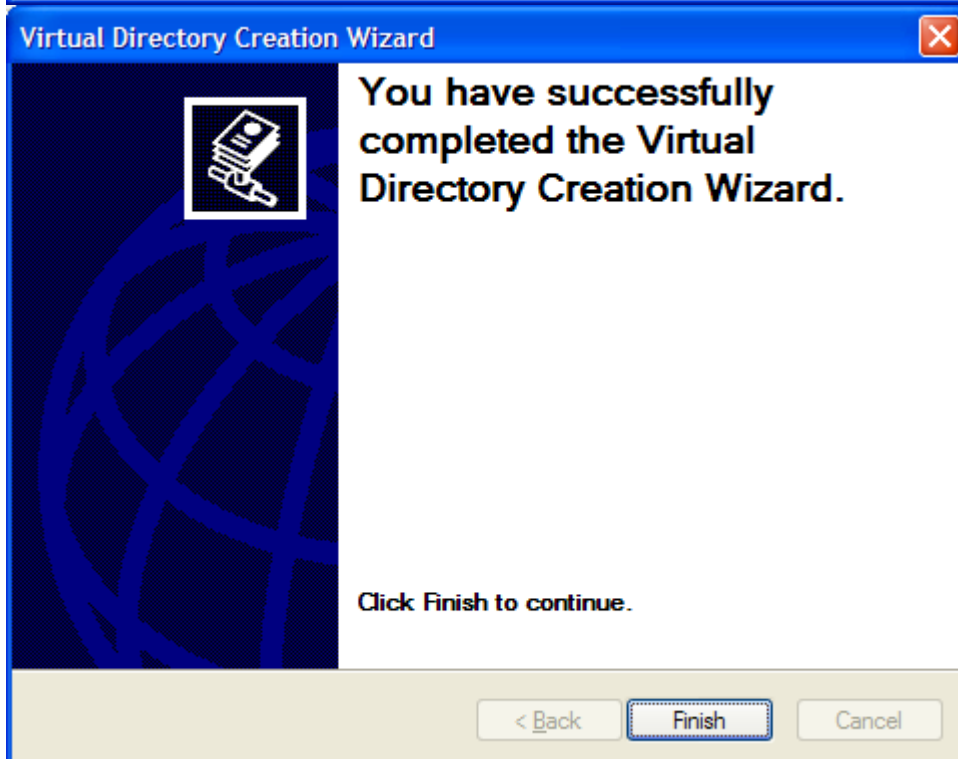 Virtual Directory Creation Wizard
You have successfully
completed the Virtual
Directory Creation Wizard.
Click Finish to continue.
< Back Finish Cancel